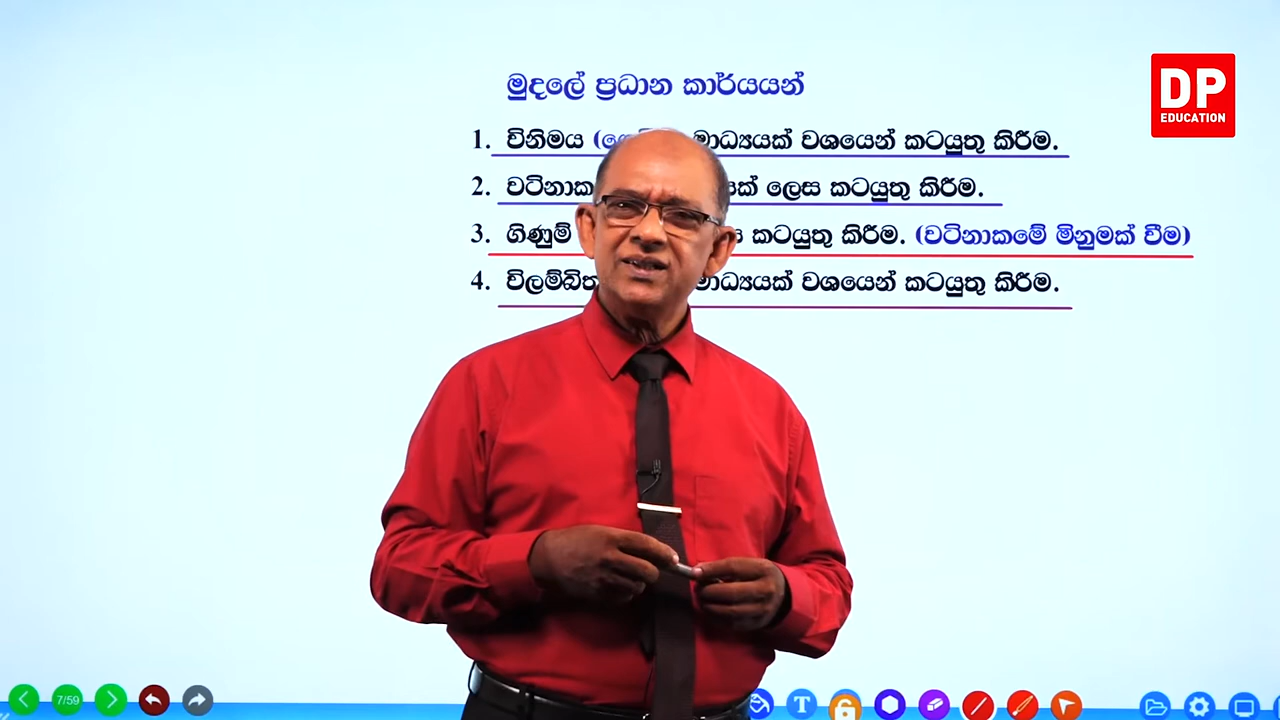 මුදලේ ප්‍රධාන කාර්යයන්
DP
EDUCATION
1. විනිමය මාධ්‍යයක් වශයෙන් කටයුතු කිරීම.
2. ලෙස කටයුතු කිරීම.
3. ගිණුම් කටයුතු කිරීම. (වටිනාකමේ මිනුමක් වීම)
4. විලම්බිත මාධ්‍යයක් වශයෙන් කටයුතු කිරීම.
7/59